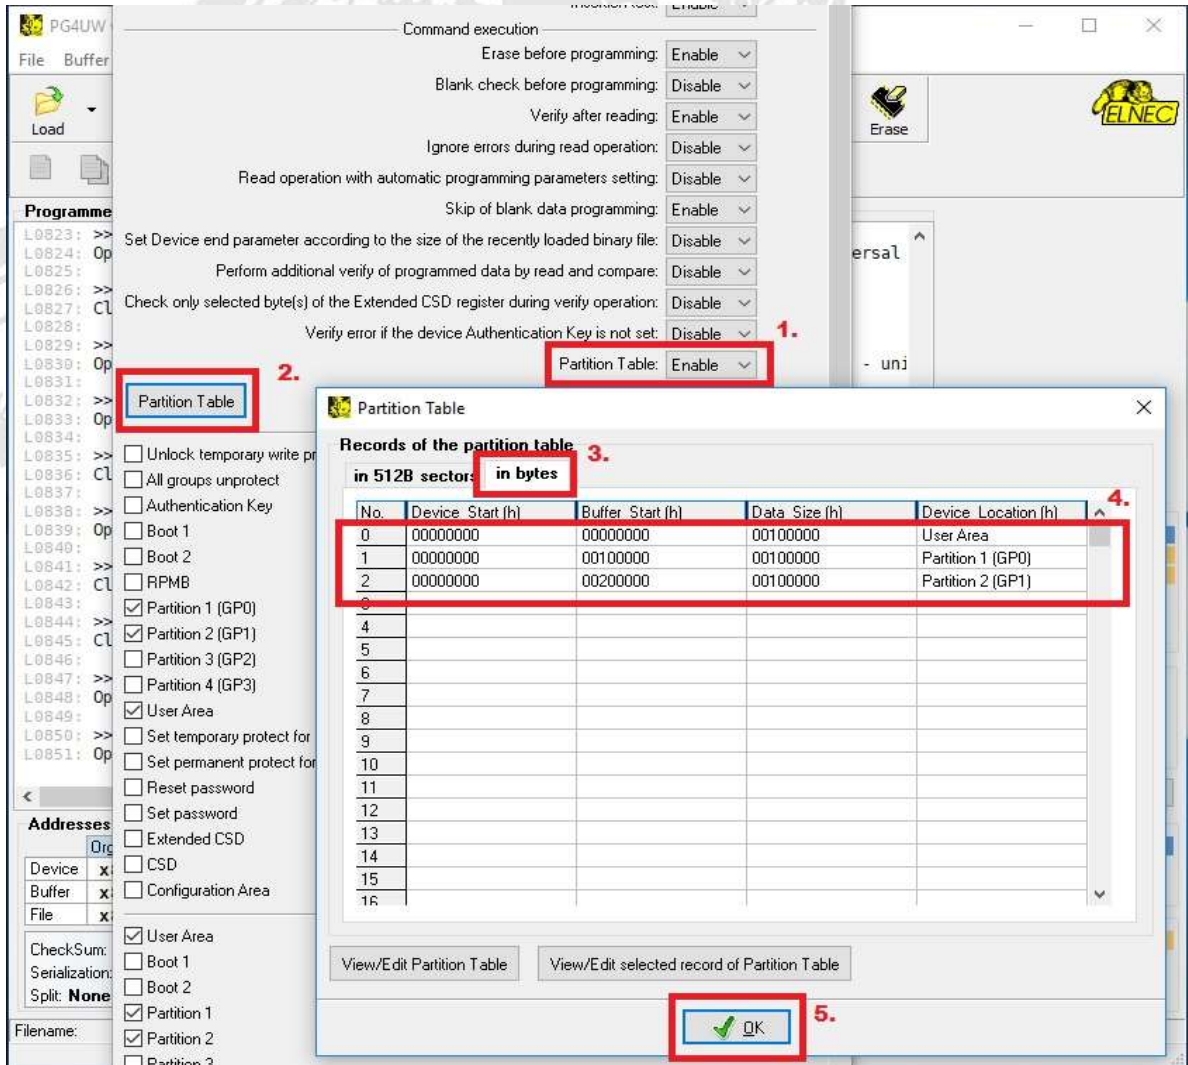 PG4UW
Command execution
File Buffer
Erase before programming: Enable
Blank check before programming: Disable
Verify after reading: Enable
Load
Erase
ELNEC
Ignore errors during read operation: Disable
Read operation with automatic programming parameters setting: Disable
Skip of blank data programming: Enable
Programme
L0823: >>
Set Device end parameter according to the size of the recently loaded binary file: Disable
L0824: Op
ersal
L0825:
Perform additional verify of programmed data by read and compare: Disable
L0826: >>
L0827: Cl
Check only selected byte(s) of the Extended CSD register during verify operation: Disable
L0828:
L0829: >>
Verify error if the device Authentication Key is not set: Disable
1.
L0830: Op
Partition Table: Enable
- uni
L0831:
2.
L0832: >>
Partition Table
L0833: Op
L0834:
L0835: >>
L0836: Cl
L0837:
L0838: >>
L0839: Op
L0840:
L0841: >>
L0842: Cl
L0843:
L0844: >>
L0845: Cl
L0846:
L0847: >>
L0848: Op
L0849:
L0850: >>
L0851: Op
Unlock temporary write pr
All groups unprotect
Authentication Key
Boot 1
Boot 2
RPMB
Partition 1 (GP0)
Partition 2 (GP1)
Partition 3 (GP2)
Partition 4 (GP3)
User Area
Set temporary protect for
Set permanent protect for
Reset password
Set password
Extended CSD
CSD
Configuration Area
User Area
Boot 1
Boot 2
Partition 1
Partition 2
Partition 3
Addresses
Org
Device x
Buffer x
File x
CheckSum:
Serialization:
Split: None
Filename:
Partition Table
Records of the partition table
3.
in 512B sectors in bytes
4.
No. Device Start (h) Buffer Start (h) Data Size (h) Device Location (h)
0 00000000 00000000 00100000 User Area
1 00000000 00100000 00100000 Partition 1 (GP0)
2 00000000 00200000 00100000 Partition 2 (GP1)
3
4
5
6
7
8
9
10
11
12
13
14
15
16
View/Edit Partition Table View/Edit selected record of Partition Table
OK
5.